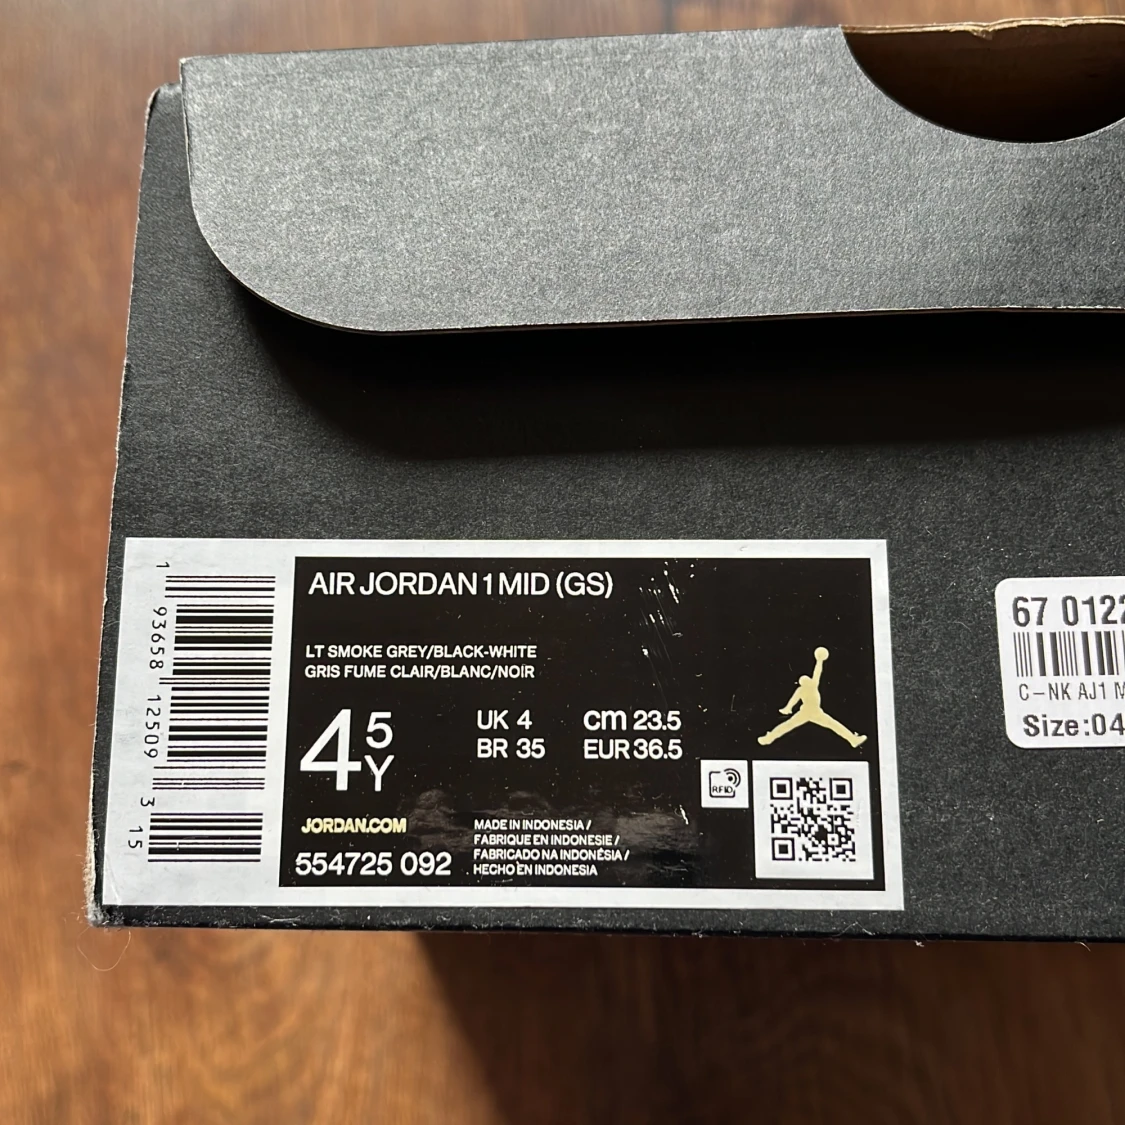 AIR JORDAN 1 MID (GS)
LT SMOKE GREY/BLACK-WHITE
GRIS FUME CLAIR/BLANC/NOIR
4 5 Y
UK 4
BR 35
cm 23.5
EUR 36.5
JORDAN.COM
554725 092
MADE IN INDONESIA /
FABRIQUE EN INDONESIE /
FABRICADO NA INDONÉSIA /
HECHO EN INDONESIA
RFID
1 93658 12509 3 15
67 0122
C-NK AJ1 M
Size:04